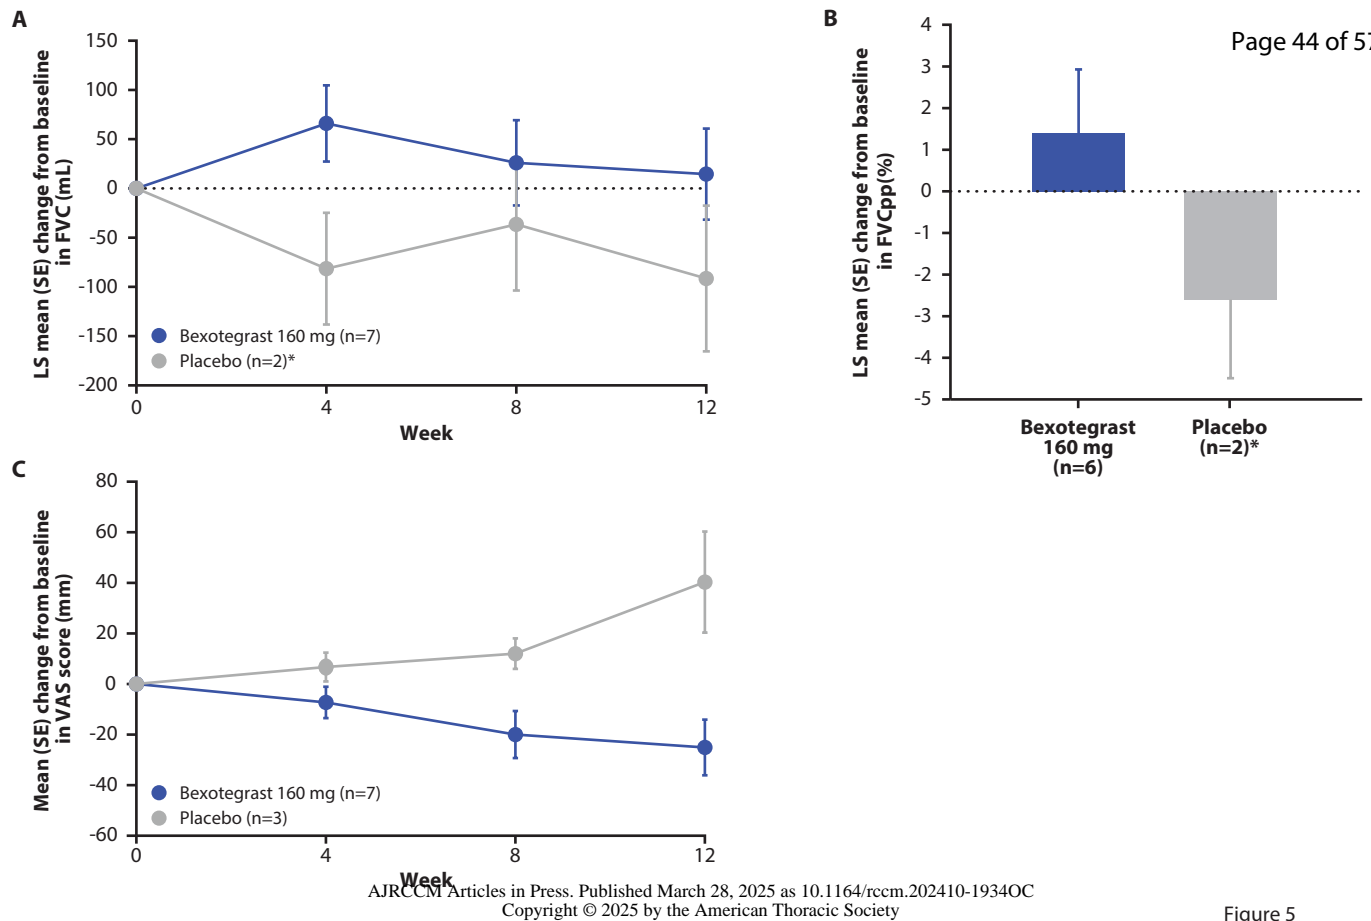 A
LS mean (SE) change from baseline
in FVC (mL)
150
100
50
0
-50
-100
-150
-200
Bexotegrast 160 mg (n=7)
Placebo (n=2)*
0
4
8
12
Week
B
Page 44 of 57
LS mean (SE) change from baseline
in FVCpp(%)
4
3
2
1
0
-1
-2
-3
-4
-5
Bexotegrast
160 mg
(n=6)
Placebo
(n=2)*
C
Mean (SE) change from baseline
in VAS score (mm)
80
60
40
20
0
-20
-40
-60
Bexotegrast 160 mg (n=7)
Placebo (n=3)
0
4
8
12
Week
AJRCCM Articles in Press. Published March 28, 2025 as 10.1164/rccm.202410-1934OC
Copyright © 2025 by the American Thoracic Society
Figure 5